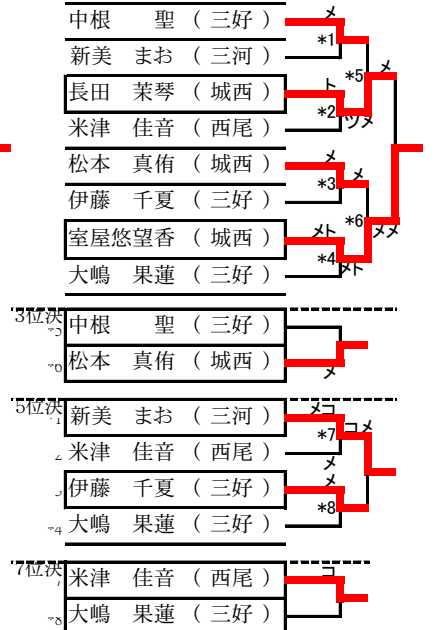 メ
中根 聖（三好）
*1
新美 まお（三河）
*5 メ
長田 茉琴（城西） ト
*2 ツメ
米津 佳音（西尾）
松本 真侑（城西） メ
*3 メ
伊藤 千夏（三好）
*6 メメ
室屋悠望香（城西） メト
*4 メト
大嶋 果蓮（三好）
3位決
中根 聖（三好）
松本 真侑（城西）
メ
5位決
新美 まお（三河） メコ
*7 コメ
米津 佳音（西尾）
メ
伊藤 千夏（三好） メ
*8
大嶋 果蓮（三好）
7位決
米津 佳音（西尾） コ
大嶋 果蓮（三好）